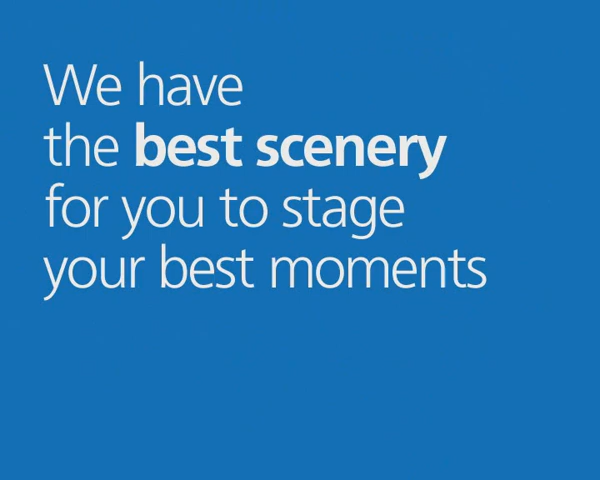 We have
the best scenery
for you to stage
your best moments